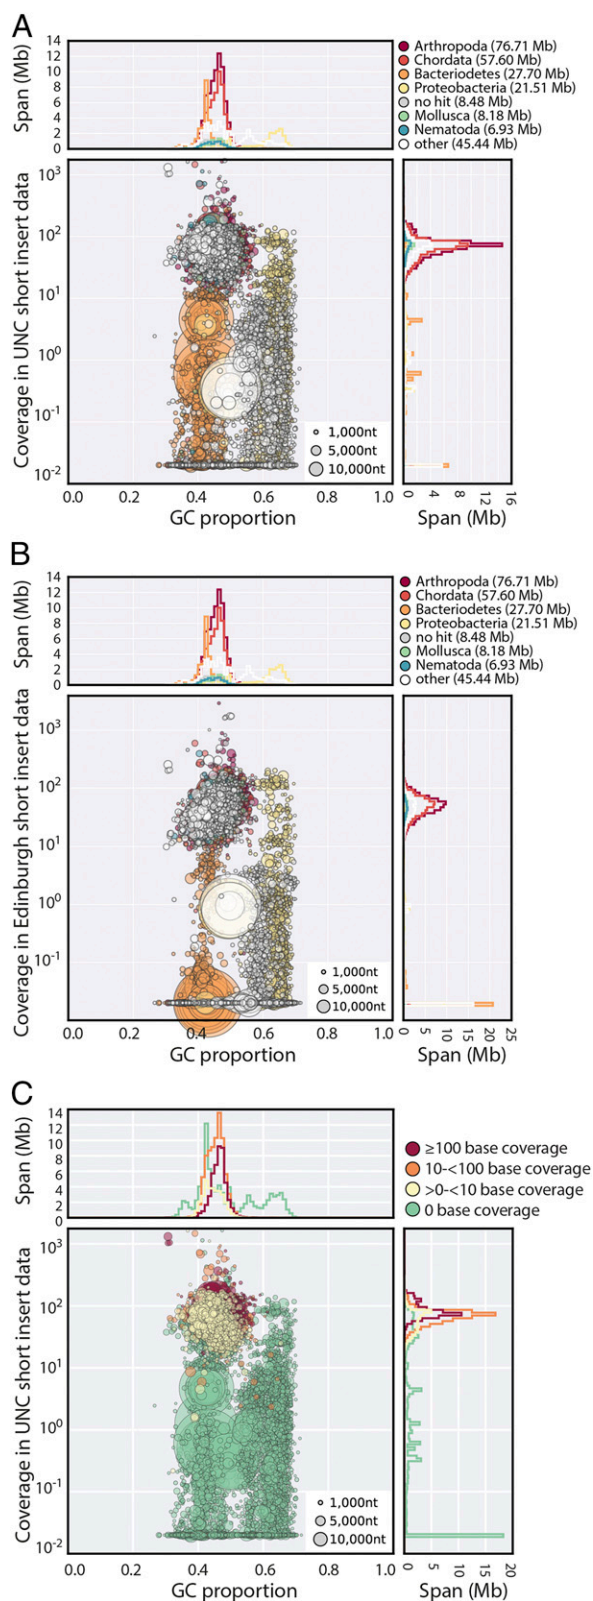 A
Span (Mb)
14
12
10
8
6
4
2
0
Arthropoda (76.71 Mb)
Chordata (57.60 Mb)
Bacteriodetes (27.70 Mb)
Proteobacteria (21.51 Mb)
no hit (8.48 Mb)
Mollusca (8.18 Mb)
Nematoda (6.93 Mb)
other (45.44 Mb)
Coverage in UNC short insert data
10³
10²
10¹
10⁰
10⁻¹
10⁻²
1,000nt
5,000nt
10,000nt
0.0 0.2 0.4 0.6 0.8 1.0
GC proportion
0 4 8 12 16
Span (Mb)
B
Span (Mb)
14
12
10
8
6
4
2
0
Arthropoda (76.71 Mb)
Chordata (57.60 Mb)
Bacteriodetes (27.70 Mb)
Proteobacteria (21.51 Mb)
no hit (8.48 Mb)
Mollusca (8.18 Mb)
Nematoda (6.93 Mb)
other (45.44 Mb)
Coverage in Edinburgh short insert data
10³
10²
10¹
10⁰
10⁻¹
1,000nt
5,000nt
10,000nt
0.0 0.2 0.4 0.6 0.8 1.0
GC proportion
0 5 10 15 20 25
Span (Mb)
C
Span (Mb)
14
12
10
8
6
4
2
0
≥100 base coverage
10-<100 base coverage
>0-<10 base coverage
0 base coverage
Coverage in UNC short insert data
10³
10²
10¹
10⁰
10⁻¹
10⁻²
1,000nt
5,000nt
10,000nt
0.0 0.2 0.4 0.6 0.8 1.0
GC proportion
0 5 10 15 20
Span (Mb)